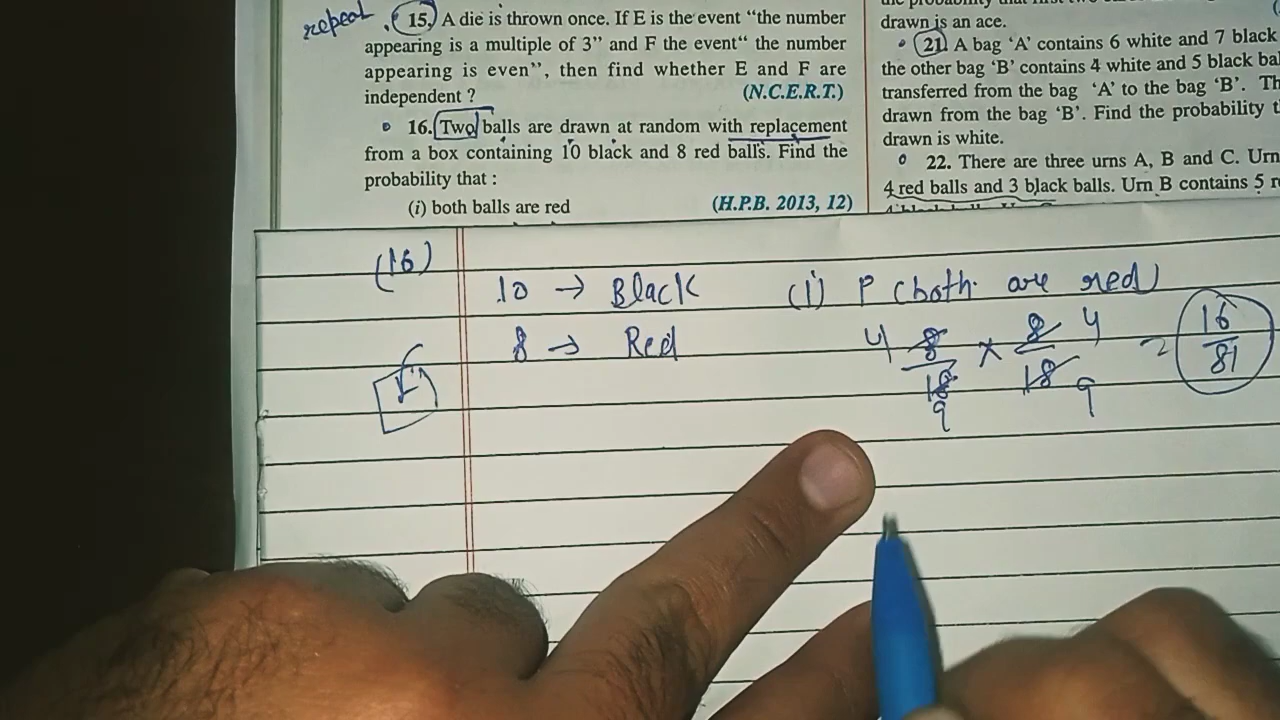 repeat
15. A die is thrown once. If E is the event “the number
appearing is a multiple of 3” and F the event“ the number
appearing is even”, then find whether E and F are
independent ? (N.C.E.R.T.)
16. Two balls are drawn at random with replacement
from a box containing 10 black and 8 red balls. Find the
probability that :
(i) both balls are red (H.P.B. 2013, 12)
drawn is an ace.
21. A bag ‘A’ contains 6 white and 7 black
the other bag ‘B’ contains 4 white and 5 black
transferred from the bag ‘A’ to the bag ‘B’.
drawn from the bag ‘B’. Find the probability
drawn is white.
22. There are three urns A, B and C. Urn
4 red balls and 3 black balls. Urn B contains 5
(16)
10 → Black
8 → Red
(i) P (both are red)
4 8/18 9 × 8/18 4 9 = 16/81